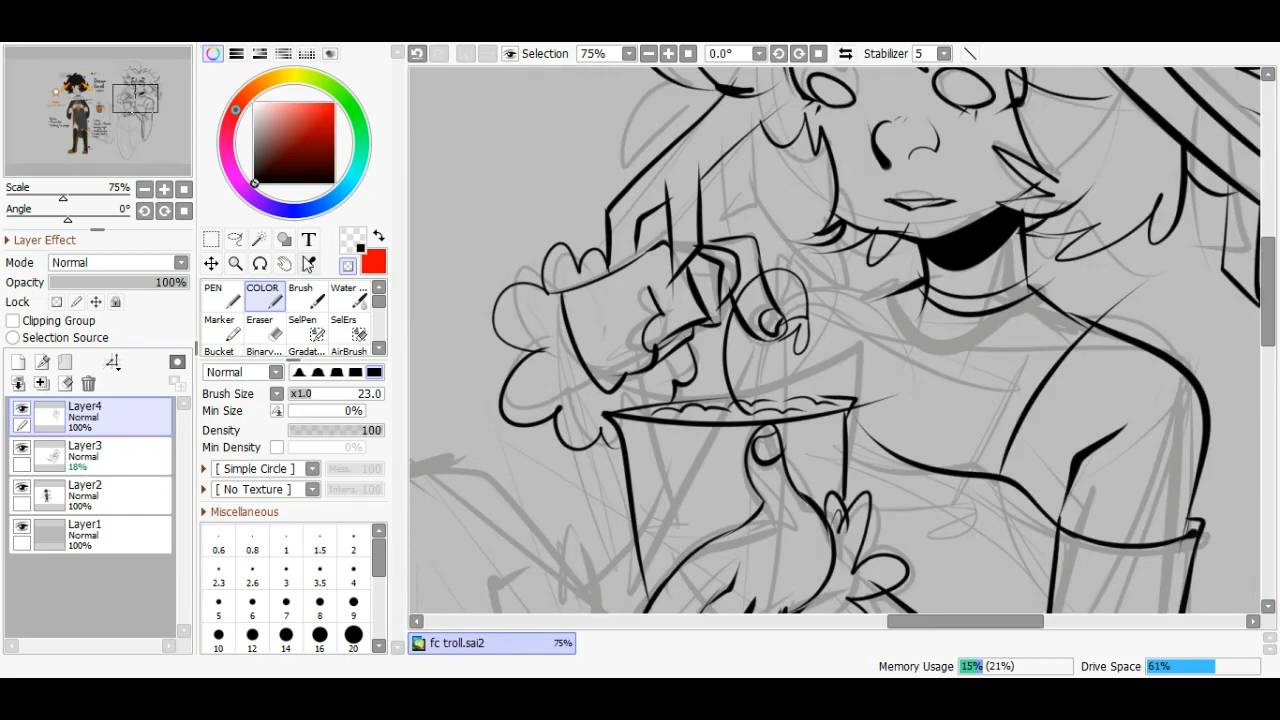 Selection 75% 0.0° Stabilizer 5
Scale 75%
Angle 0°
Layer Effect
Mode Normal
Opacity 100%
Lock
Clipping Group
Selection Source
Layer4
Normal
100%
Layer3
Normal
18%
Layer2
Normal
100%
Layer1
Normal
100%
T
PEN COLOR Brush Water ...
Marker Eraser SelPen SelErs
Bucket Binary... Gradat... AirBrush
Normal
Brush Size x1.0 23.0
Min Size 0%
Density 100
Min Density 0%
[ Simple Circle ] 100
[ No Texture ] 100
Miscellaneous
0.6 0.8 1 1.5 2
2.3 2.6 3 3.5 4
5 6 7 8 9
10 12 14 16 20
fc troll.sai2 75%
Memory Usage 15% (21%) Drive Space 61%